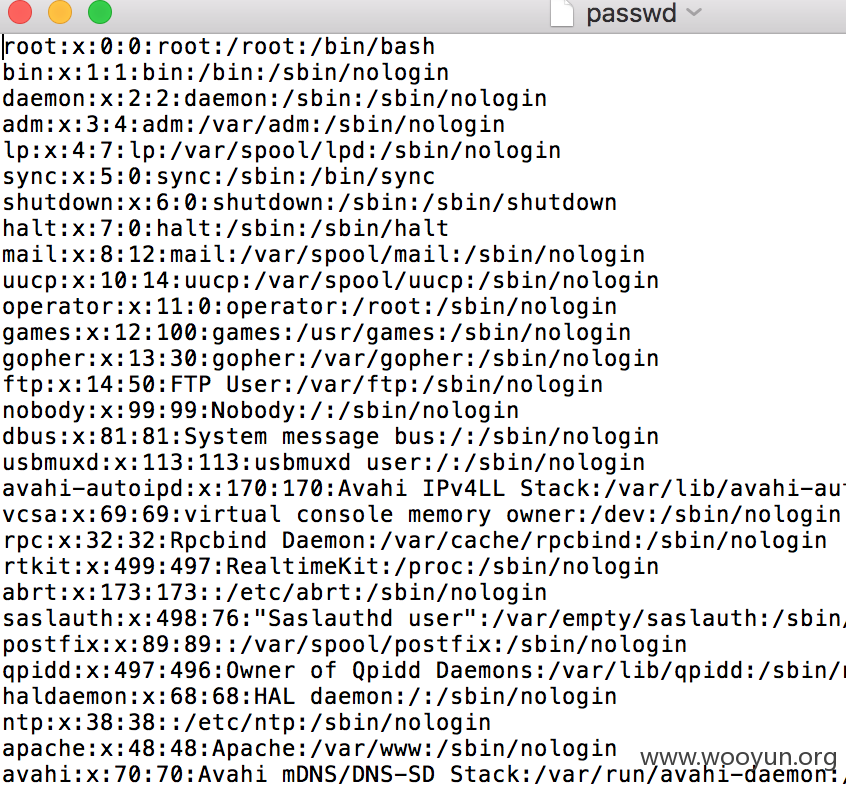 passwd
root:x:0:0:root:/root:/bin/bash
bin:x:1:1:bin:/bin:/sbin/nologin
daemon:x:2:2:daemon:/sbin:/sbin/nologin
adm:x:3:4:adm:/var/adm:/sbin/nologin
lp:x:4:7:lp:/var/spool/lpd:/sbin/nologin
sync:x:5:0:sync:/sbin:/bin/sync
shutdown:x:6:0:shutdown:/sbin:/sbin/shutdown
halt:x:7:0:halt:/sbin:/sbin/halt
mail:x:8:12:mail:/var/spool/mail:/sbin/nologin
uucp:x:10:14:uucp:/var/spool/uucp:/sbin/nologin
operator:x:11:0:operator:/root:/sbin/nologin
games:x:12:100:games:/usr/games:/sbin/nologin
gopher:x:13:30:gopher:/var/gopher:/sbin/nologin
ftp:x:14:50:FTP User:/var/ftp:/sbin/nologin
nobody:x:99:99:Nobody:/:/sbin/nologin
dbus:x:81:81:System message bus:/:/sbin/nologin
usbmuxd:x:113:113:usbmuxd user:/:/sbin/nologin
avahi-autoipd:x:170:170:Avahi IPv4LL Stack:/var/lib/avahi-au
vcsa:x:69:69:virtual console memory owner:/dev:/sbin/nologin
rpc:x:32:32:Rpcbind Daemon:/var/cache/rpcbind:/sbin/nologin
rtkit:x:499:497:RealtimeKit:/proc:/sbin/nologin
abrt:x:173:173::/etc/abrt:/sbin/nologin
saslauth:x:498:76:"Saslauthd user":/var/empty/saslauth:/sbin/
postfix:x:89:89::/var/spool/postfix:/sbin/nologin
qpidd:x:497:496:Owner of Qpidd Daemons:/var/lib/qpidd:/sbin/
haldaemon:x:68:68:HAL daemon:/:/sbin/nologin
ntp:x:38:38::/etc/ntp:/sbin/nologin
apache:x:48:48:Apache:/var/www:/sbin/nologin
avahi:x:70:70:Avahi mDNS/DNS-SD Stack:/var/run/avahi-daemon:/
www.wooyun.org